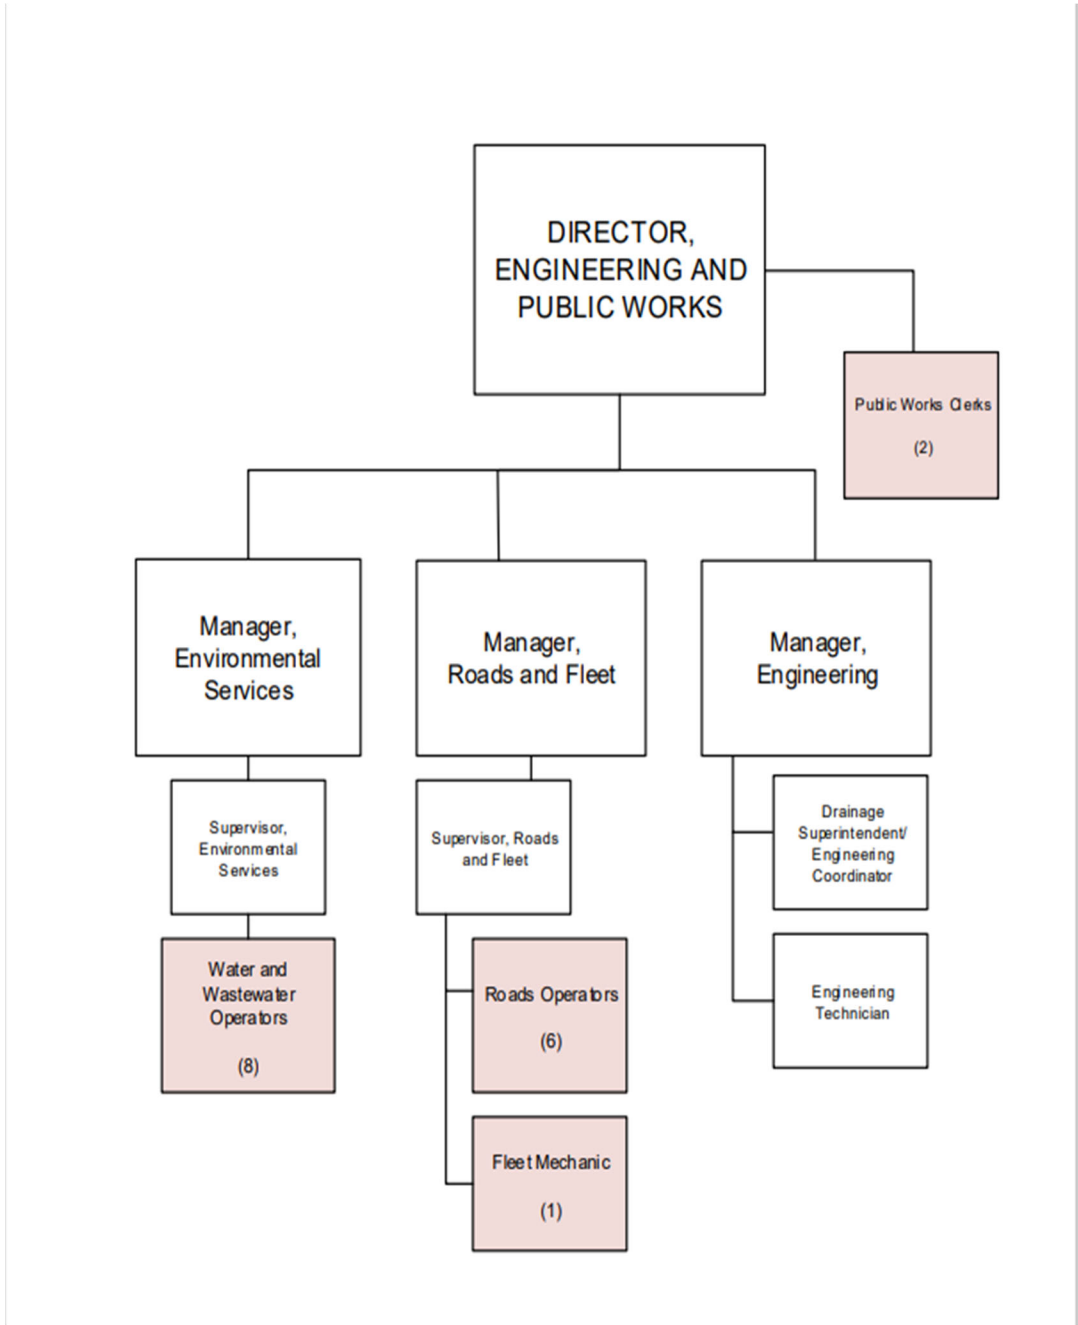 DIRECTOR,
ENGINEERING AND
PUBLIC WORKS
Public Works Clerks
(2)
Manager,
Environmental
Services
Manager,
Roads and Fleet
Manager,
Engineering
Supervisor,
Environmental
Services
Supervisor, Roads
and Fleet
Drainage
Superintendent/
Engineering
Coordinator
Water and
Wastewater
Operators
(8)
Roads Operators
(6)
Engineering
Technician
Fleet Mechanic
(1)